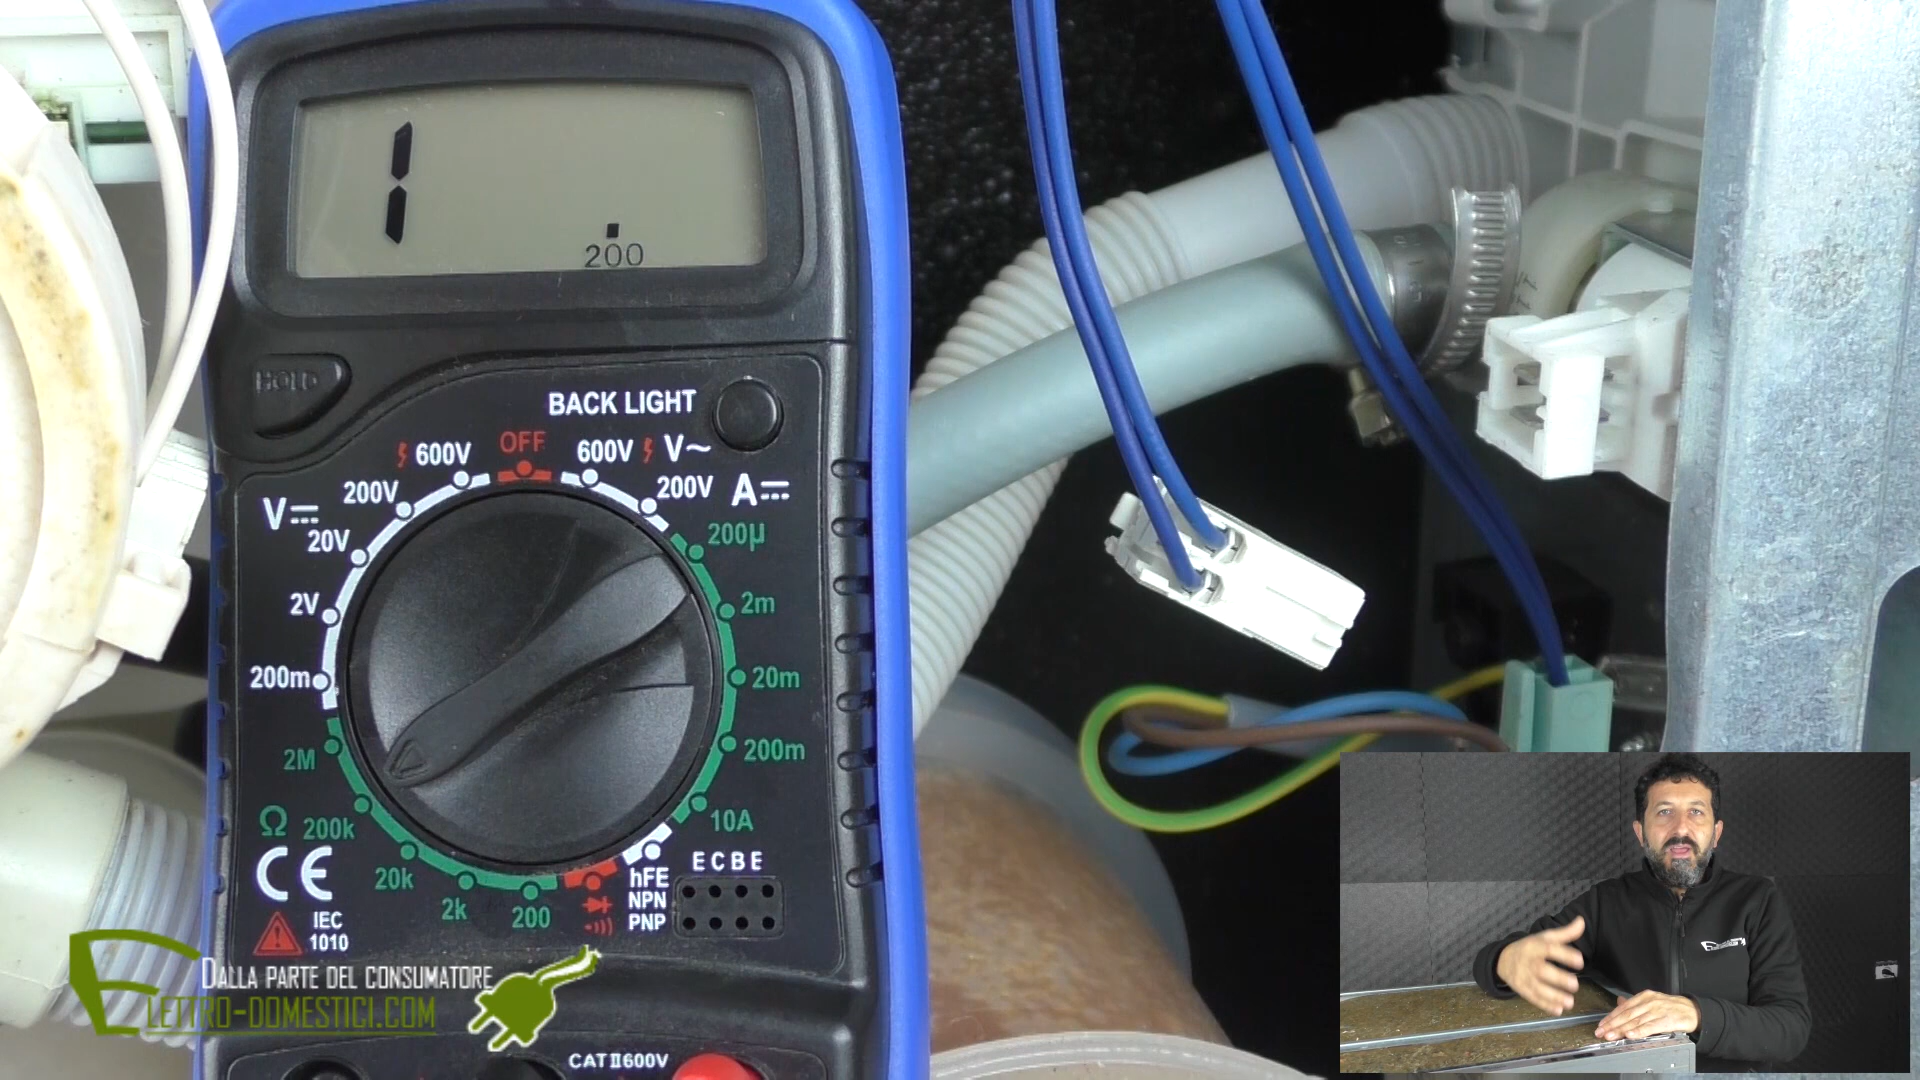 1
200
HOLD
BACK LIGHT
600V OFF 600V V~
200V 200V A
V
20V 200µ
2V 2m
200m 20m
2M 200m
Ω 200k 10A
CE 20k 2k 200 hFE E C B E
NPN
PNP
IEC
1010
DALLA PARTE DEL CONSUMATORE
ELETTRO-DOMESTICI.COM
CAT II 600V